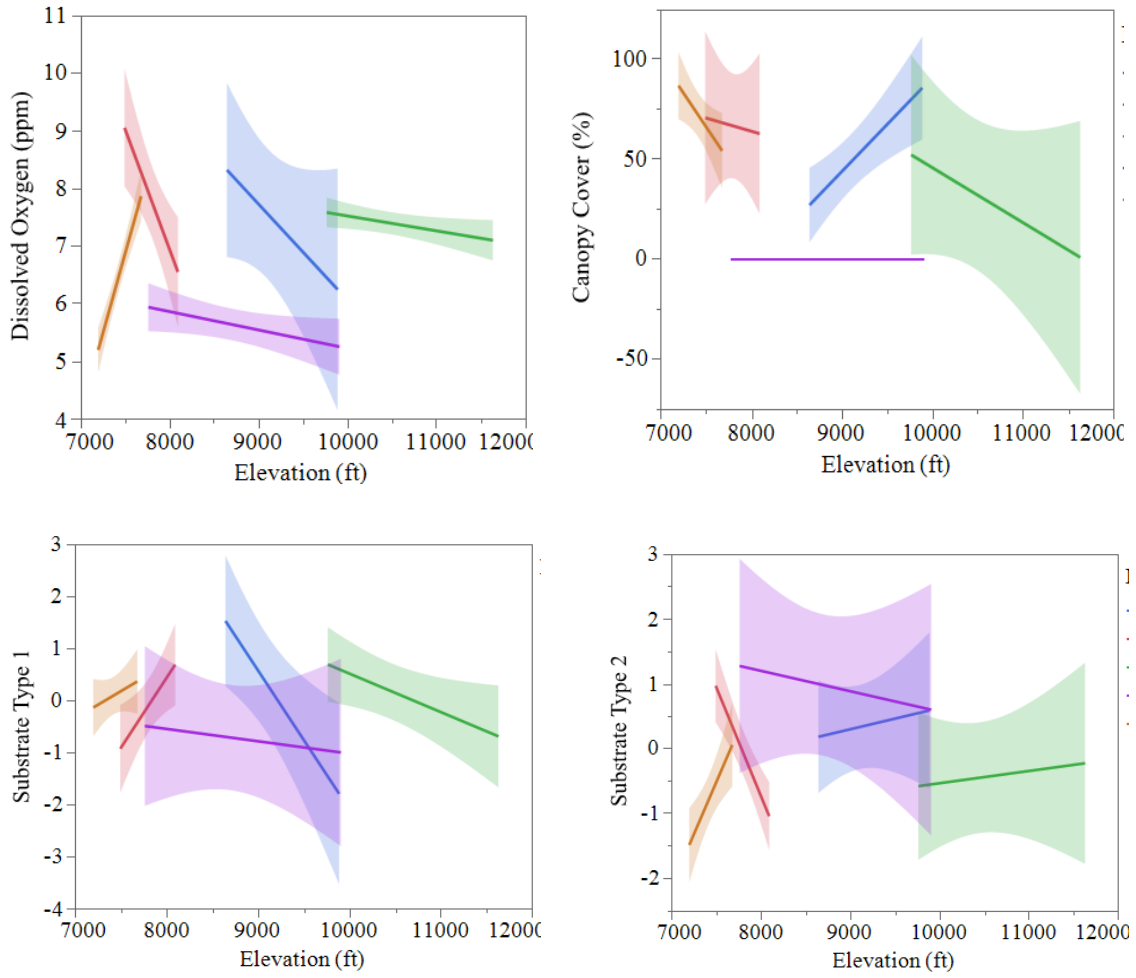 11
10
9
8
7
6
5
4
Dissolved Oxygen (ppm)
7000 8000 9000 10000 11000 12000
Elevation (ft)
100
50
0
-50
Canopy Cover (%)
7000 8000 9000 10000 11000 12000
Elevation (ft)
3
2
1
0
-1
-2
-3
-4
Substrate Type 1
7000 8000 9000 10000 11000 12000
Elevation (ft)
3
2
1
0
-1
-2
Substrate Type 2
7000 8000 9000 10000 11000 12000
Elevation (ft)